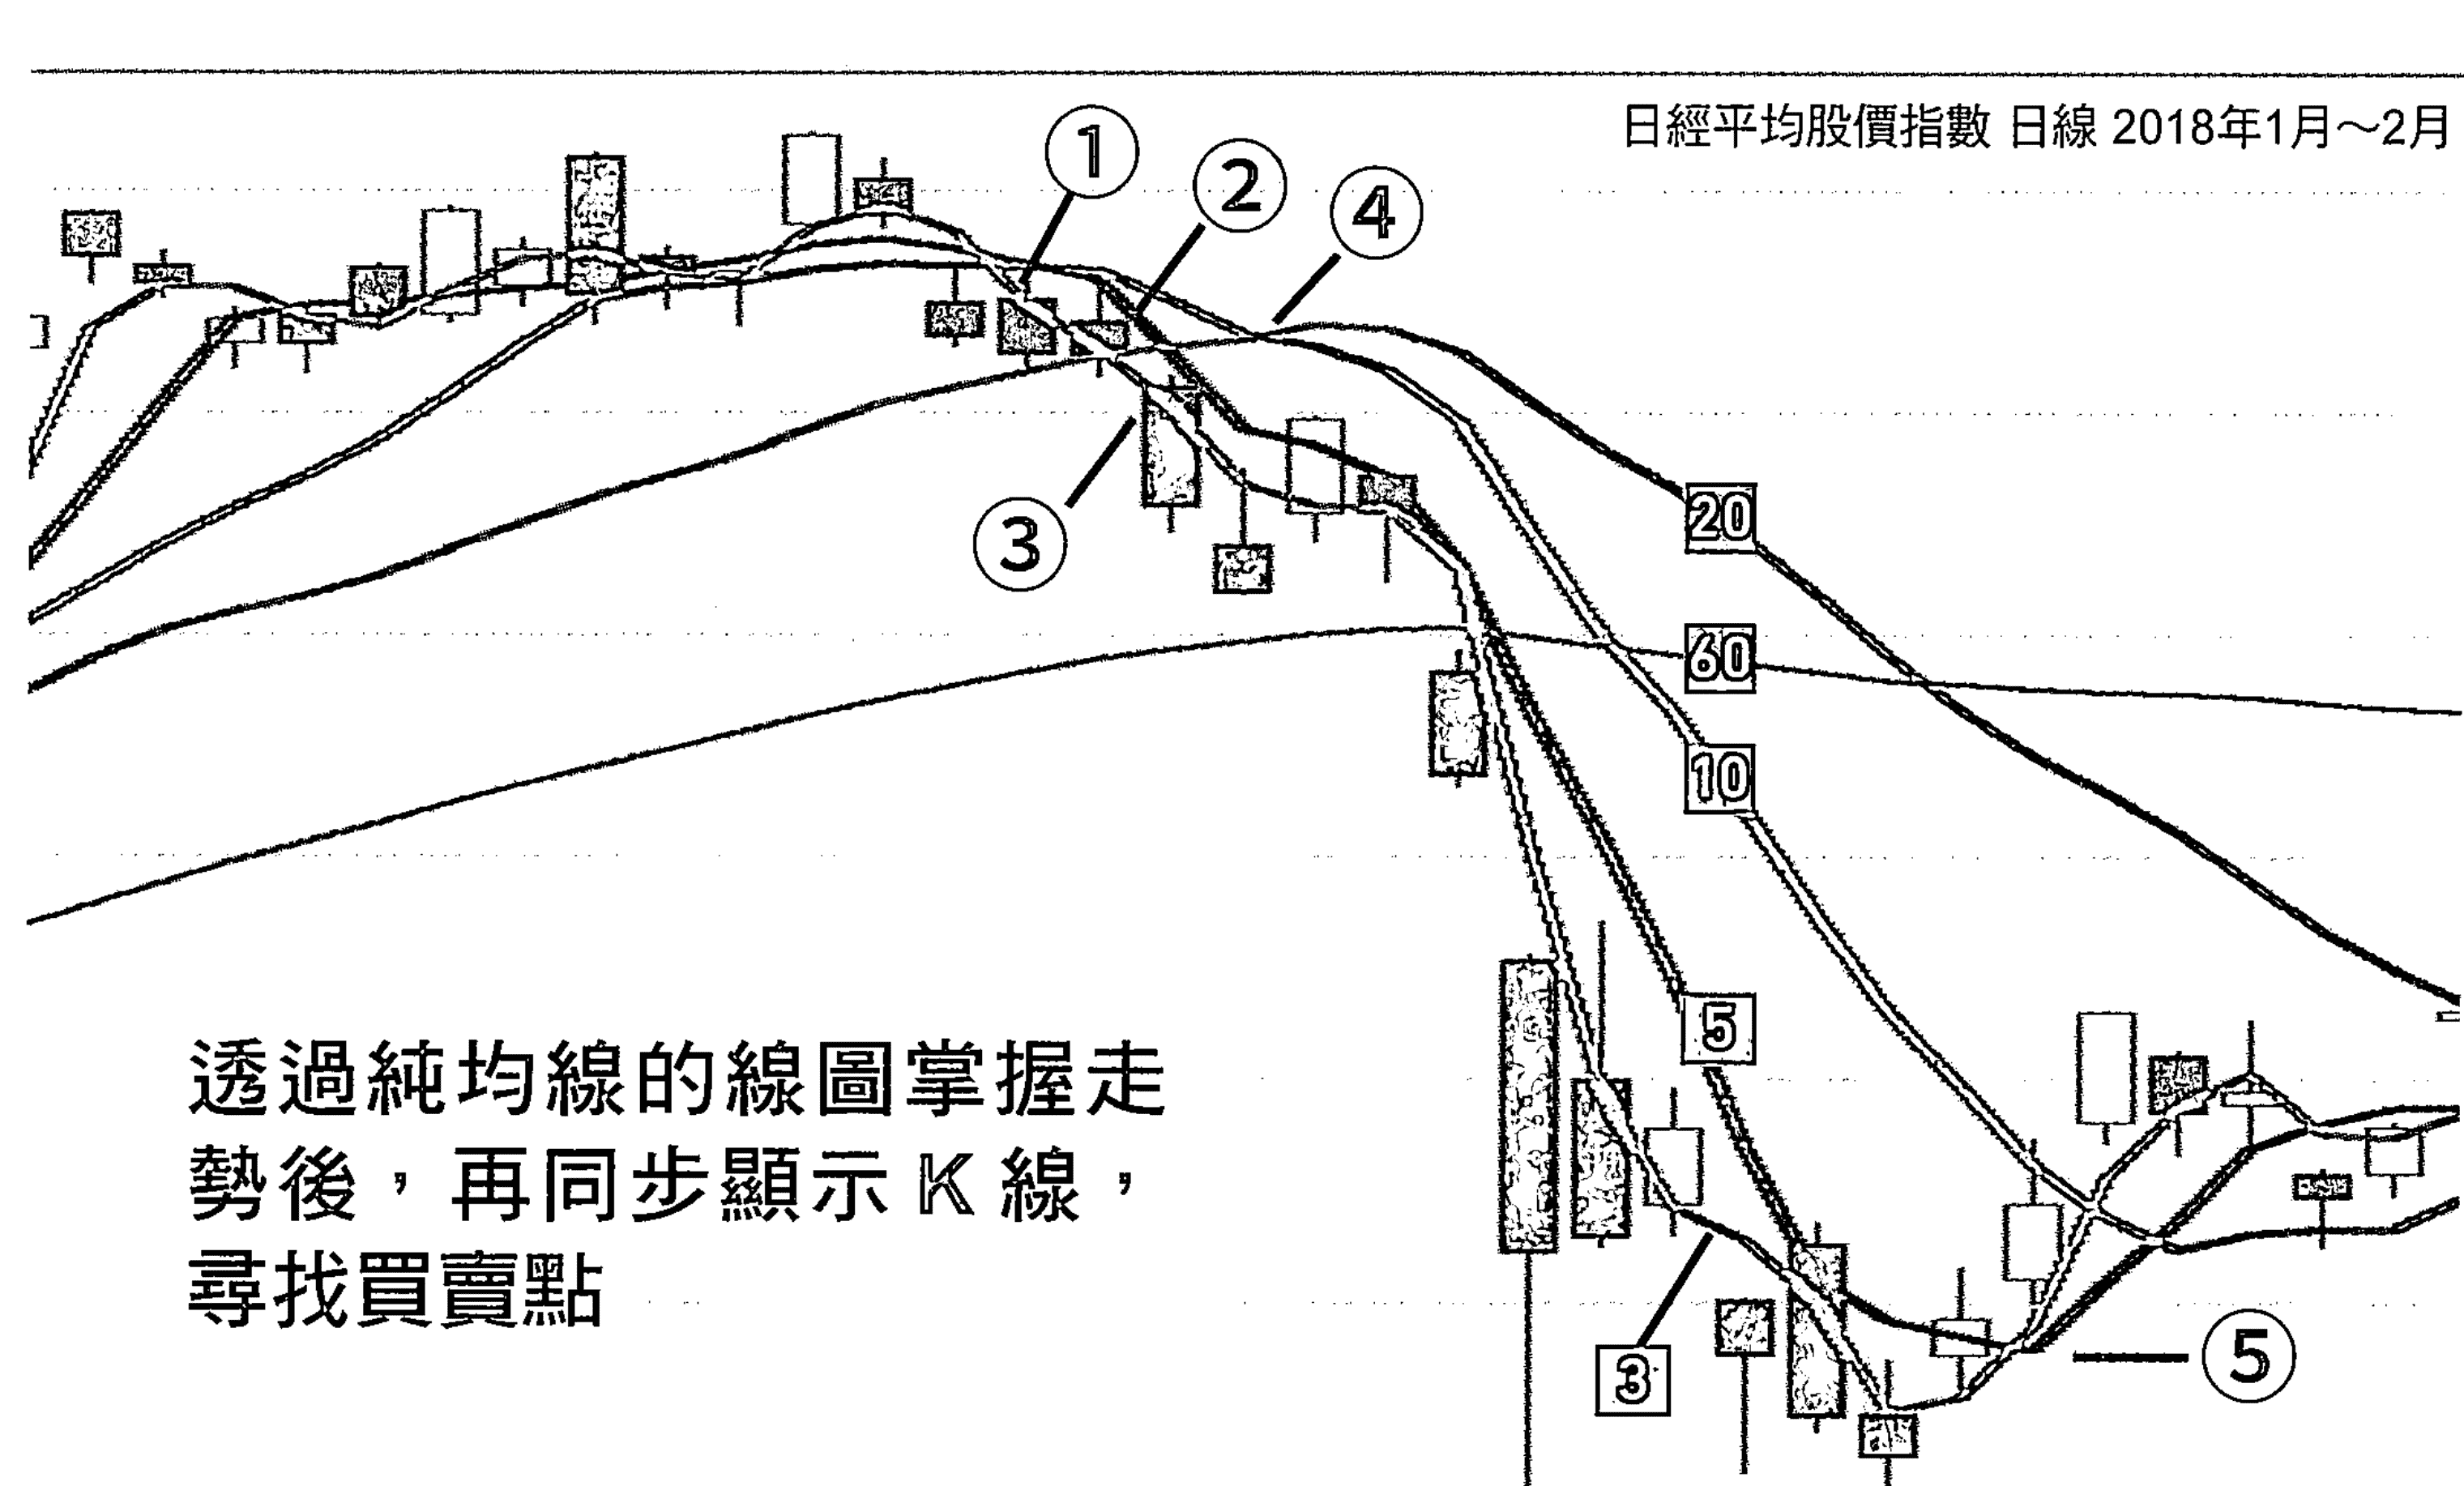 日經平均股價指數 日線 2018年1月～2月
①
②
④
③
20
60
10
5
透過純均線的線圖掌握走
勢後，再同步顯示 K 線，
尋找買賣點
3
⑤